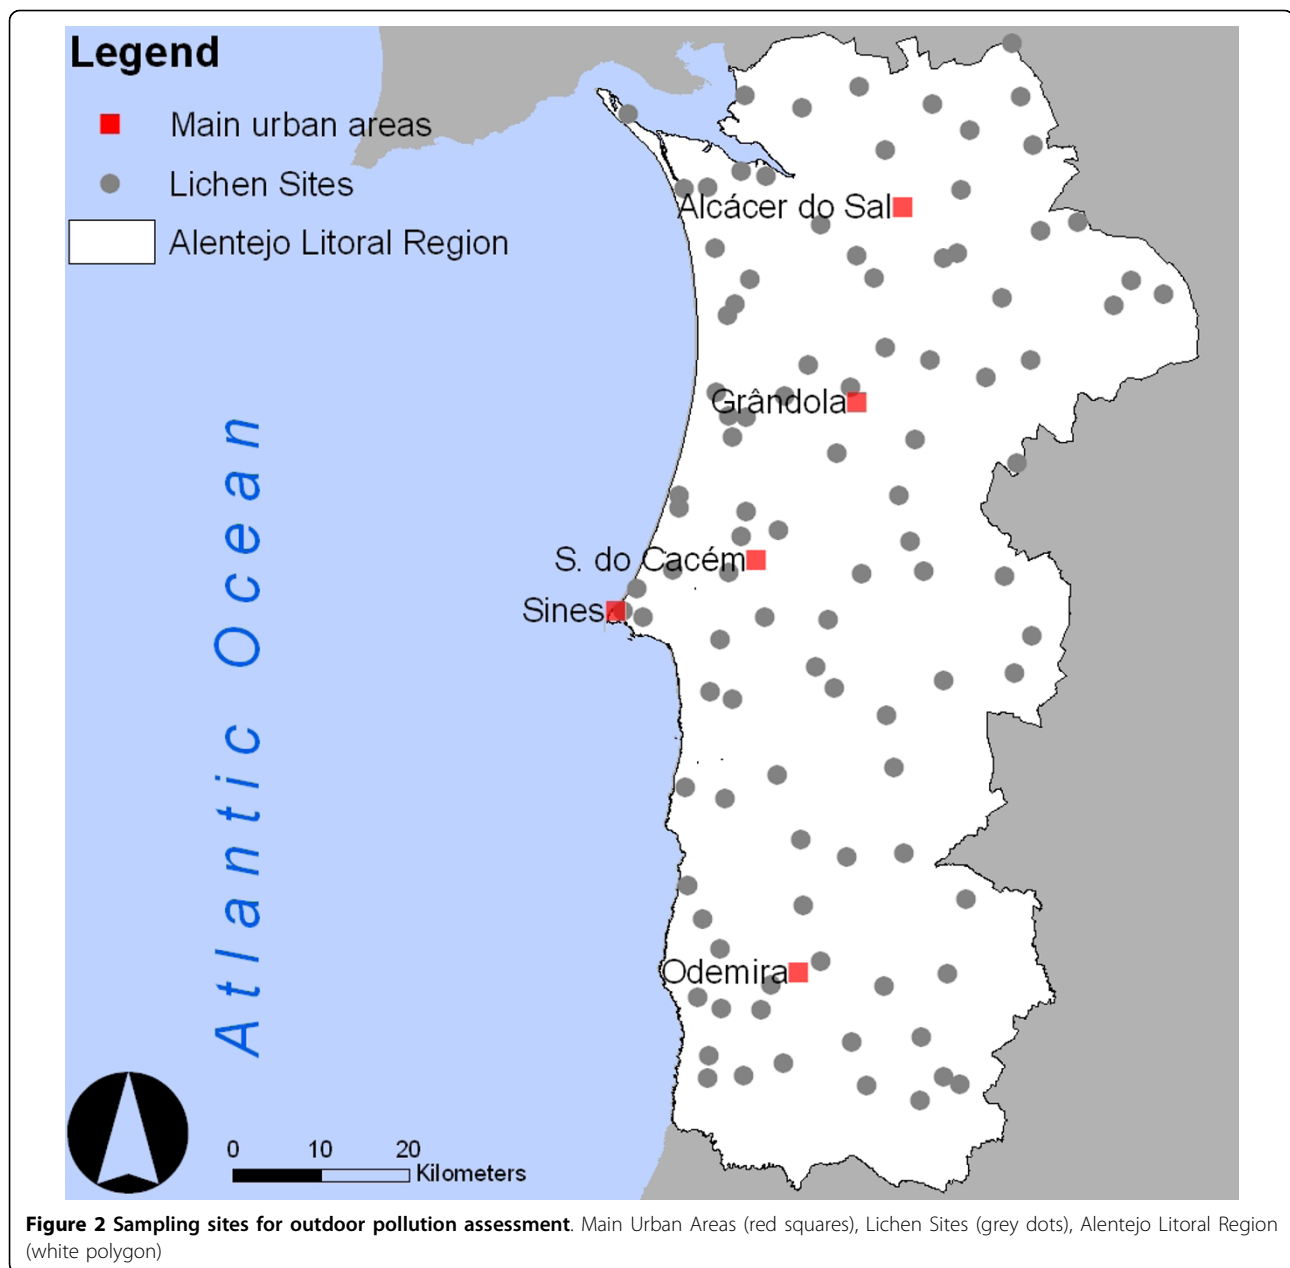 Legend
Main urban areas
Lichen Sites
Alentejo Litoral Region
Alcácer do Sal
Grândola
S. do Cacém
Sines
Odemira
Atlantic Ocean
0 10 20
Kilometers
Figure 2 Sampling sites for outdoor pollution assessment. Main Urban Areas (red squares), Lichen Sites (grey dots), Alentejo Litoral Region
(white polygon)